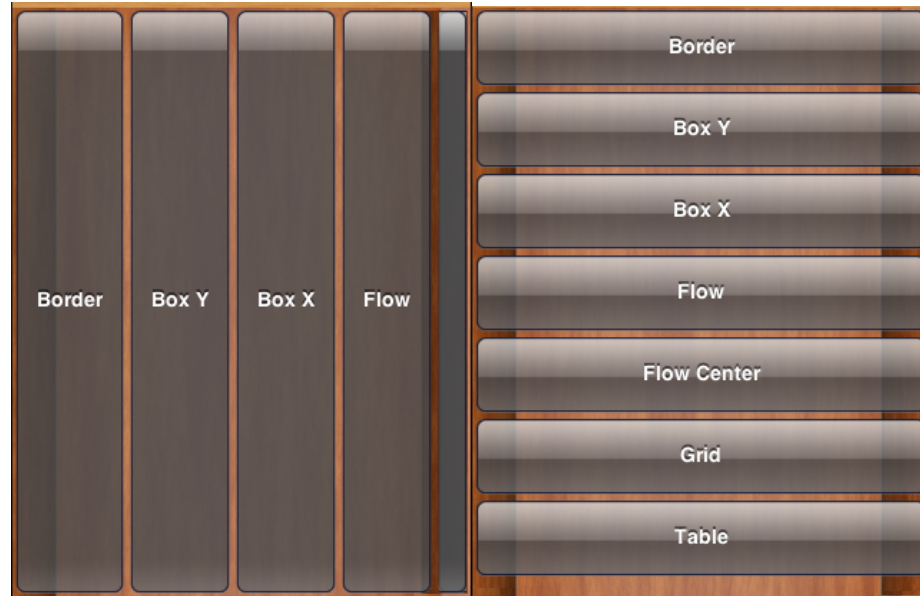 Border
Box Y
Box X
Flow
Border
Box Y
Box X
Flow
Flow Center
Grid
Table